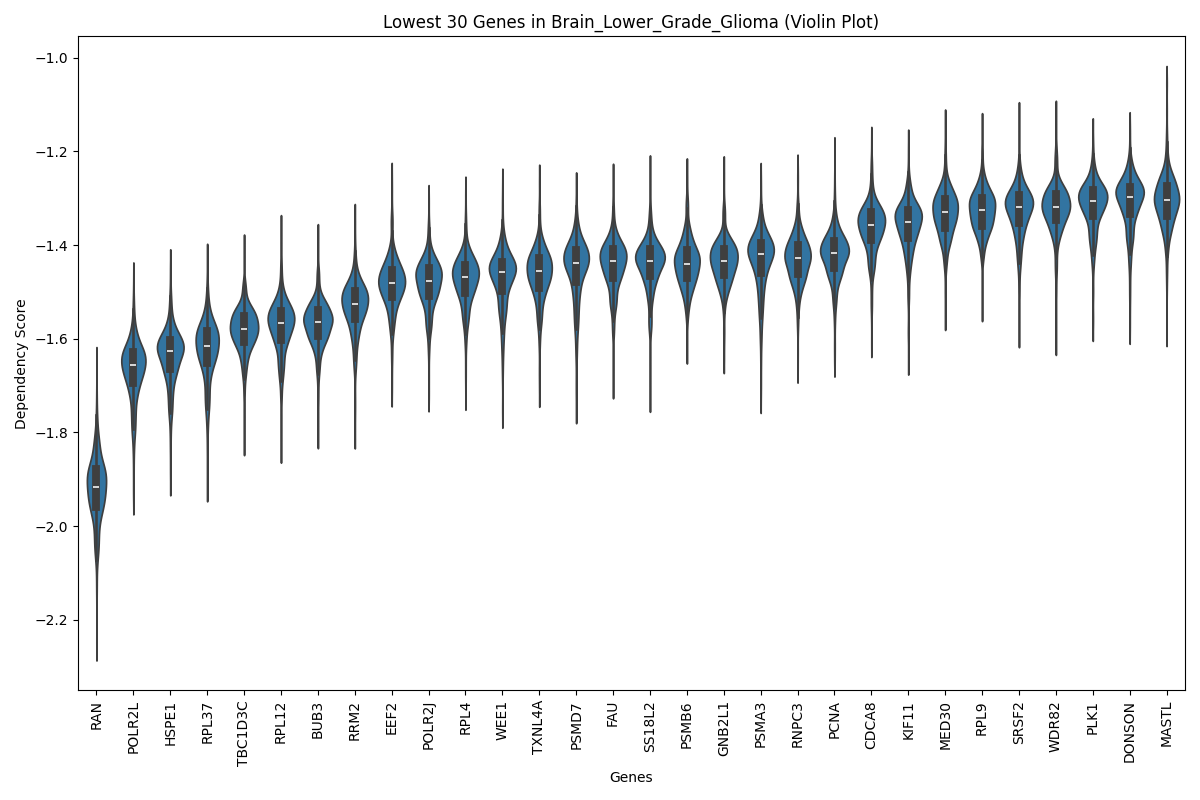 Lowest 30 Genes in Brain_Lower_Grade_Glioma (Violin Plot)
Dependency Score
−1.0
−1.2
−1.4
−1.6
−1.8
−2.0
−2.2
RAN
POLR2L
HSPE1
RPL37
TBC1D3C
RPL12
BUB3
RRM2
EEF2
POLR2J
RPL4
WEE1
TXNL4A
PSMD7
FAU
SS18L2
PSMB6
GNB2L1
PSMA3
RNPC3
PCNA
CDCA8
KIF11
MED30
RPL9
SRSF2
WDR82
PLK1
DONSON
MASTL
Genes